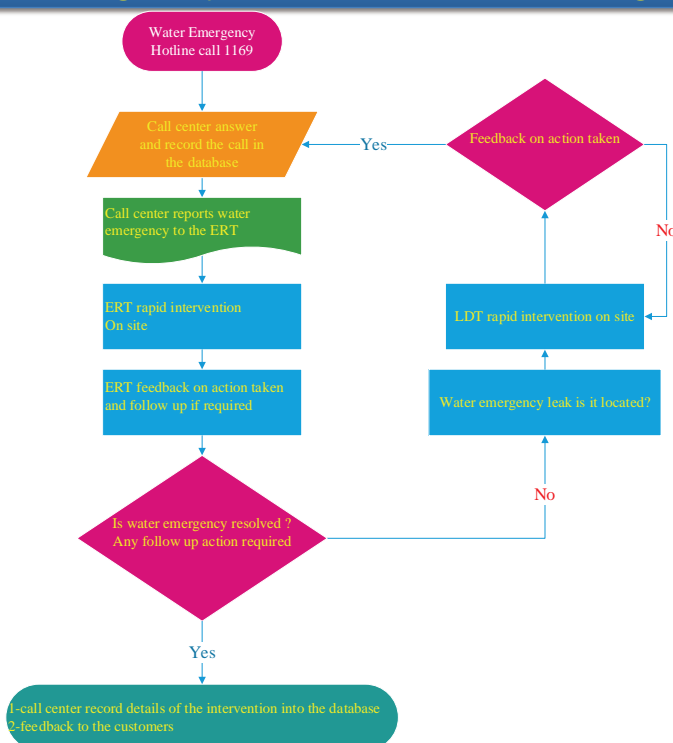 Water Emergency
Hotline call 1169
Call center answer
and record the call in
the database
Call center reports water
emergency to the ERT
ERT rapid intervention
On site
ERT feedback on action taken
and follow up if required
Is water emergency resolved ?
Any follow up action required
Yes
1-call center record details of the intervention into the database
2-feedback to the customers
No
Water emergency leak is it located?
LDT rapid intervention on site
Feedback on action taken
Yes
No